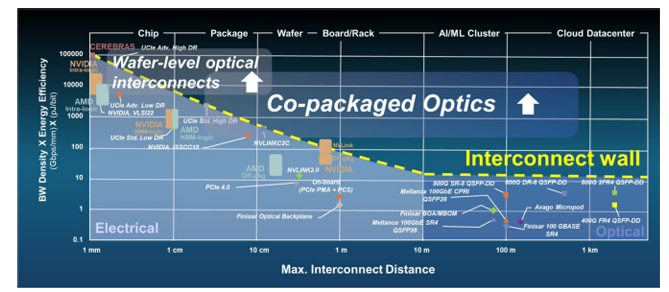 Chip
Package
Wafer
Board/Rack
AI/ML Cluster
Cloud Datacenter
BW Density X Energy Efficiency
(Gbps/mm) X (pJ/bit)
100000
10000
1000
100
10
1
0.1
CEREBRAS
UCIe Adv. High DR
NVIDIA
Intra-logic
Wafer-level optical
interconnects
AMD
Intra-logic
UCIe Adv. Low DR
NVIDIA, VLSI22
NVIDIA
HBM-logic
UCIe Std. High DR
AMD
HBM-logic
UCIe Std. Low DR
NVIDIA, ISSCC18
NVLINKC2C
Co-packaged Optics
Interconnect wall
AMD
Off-pkg
NVLink
NVIDIA
NVLINK2.0
PCIe 4.0
On-board
(PCIe PMA + PCS)
Finisar Optical Backplane
800G SR-8 QSFP-DD
800G DR-8 QSFP-DD
800G 2FR4 QSFP-DD
Mellanox 100GbE CPRI
QSFP28
Finisar BOA/MBOM
Mellanox 100GbE SR4
QSFP28
Avago Micropod
Finisar 100 GBASE
SR4
400G FR4 QSFP-DD
Electrical
Optical
1 mm
1 cm
10 cm
1 m
10 m
100 m
1 km
Max. Interconnect Distance